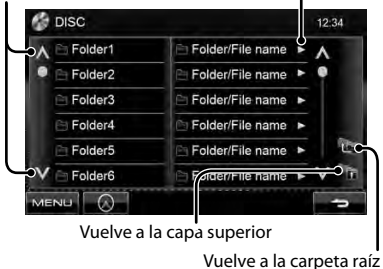 DISC 12:34
Folder1 Folder/File name
Folder2 Folder/File name
Folder3 Folder/File name
Folder4 Folder/File name
Folder5 Folder/File name
Folder6 Folder/File name
MENU
Vuelve a la capa superior
Vuelve a la carpeta raíz